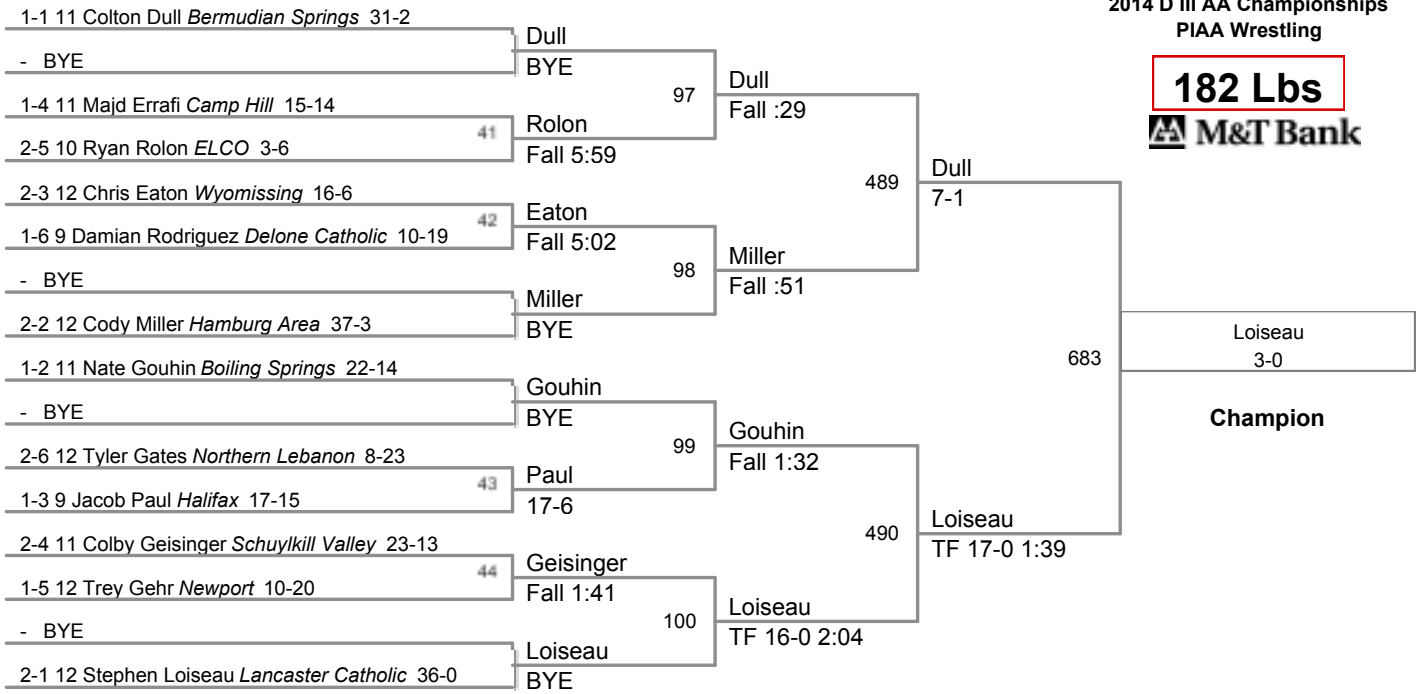 2014 D III AA Championships
PIAA Wrestling
182 Lbs
M&T Bank
1-1 11 Colton Dull Bermudian Springs 31-2
- BYE
1-4 11 Majd Errafi Camp Hill 15-14
2-5 10 Ryan Rolon ELCO 3-6
2-3 12 Chris Eaton Wyomissing 16-6
1-6 9 Damian Rodriguez Delone Catholic 10-19
- BYE
2-2 12 Cody Miller Hamburg Area 37-3
1-2 11 Nate Gouhin Boiling Springs 22-14
- BYE
2-6 12 Tyler Gates Northern Lebanon 8-23
1-3 9 Jacob Paul Halifax 17-15
2-4 11 Colby Geisinger Schuylkill Valley 23-13
1-5 12 Trey Gehr Newport 10-20
- BYE
2-1 12 Stephen Loiseau Lancaster Catholic 36-0
41
42
43
44
Dull
BYE
Rolon
Fall 5:59
Eaton
Fall 5:02
Miller
BYE
Gouhin
BYE
Paul
17-6
Geisinger
Fall 1:41
Loiseau
BYE
97
98
99
100
Dull
Fall :29
Miller
Fall :51
Gouhin
Fall 1:32
Loiseau
TF 16-0 2:04
489
490
Dull
7-1
Loiseau
TF 17-0 1:39
683
Loiseau
3-0
Champion